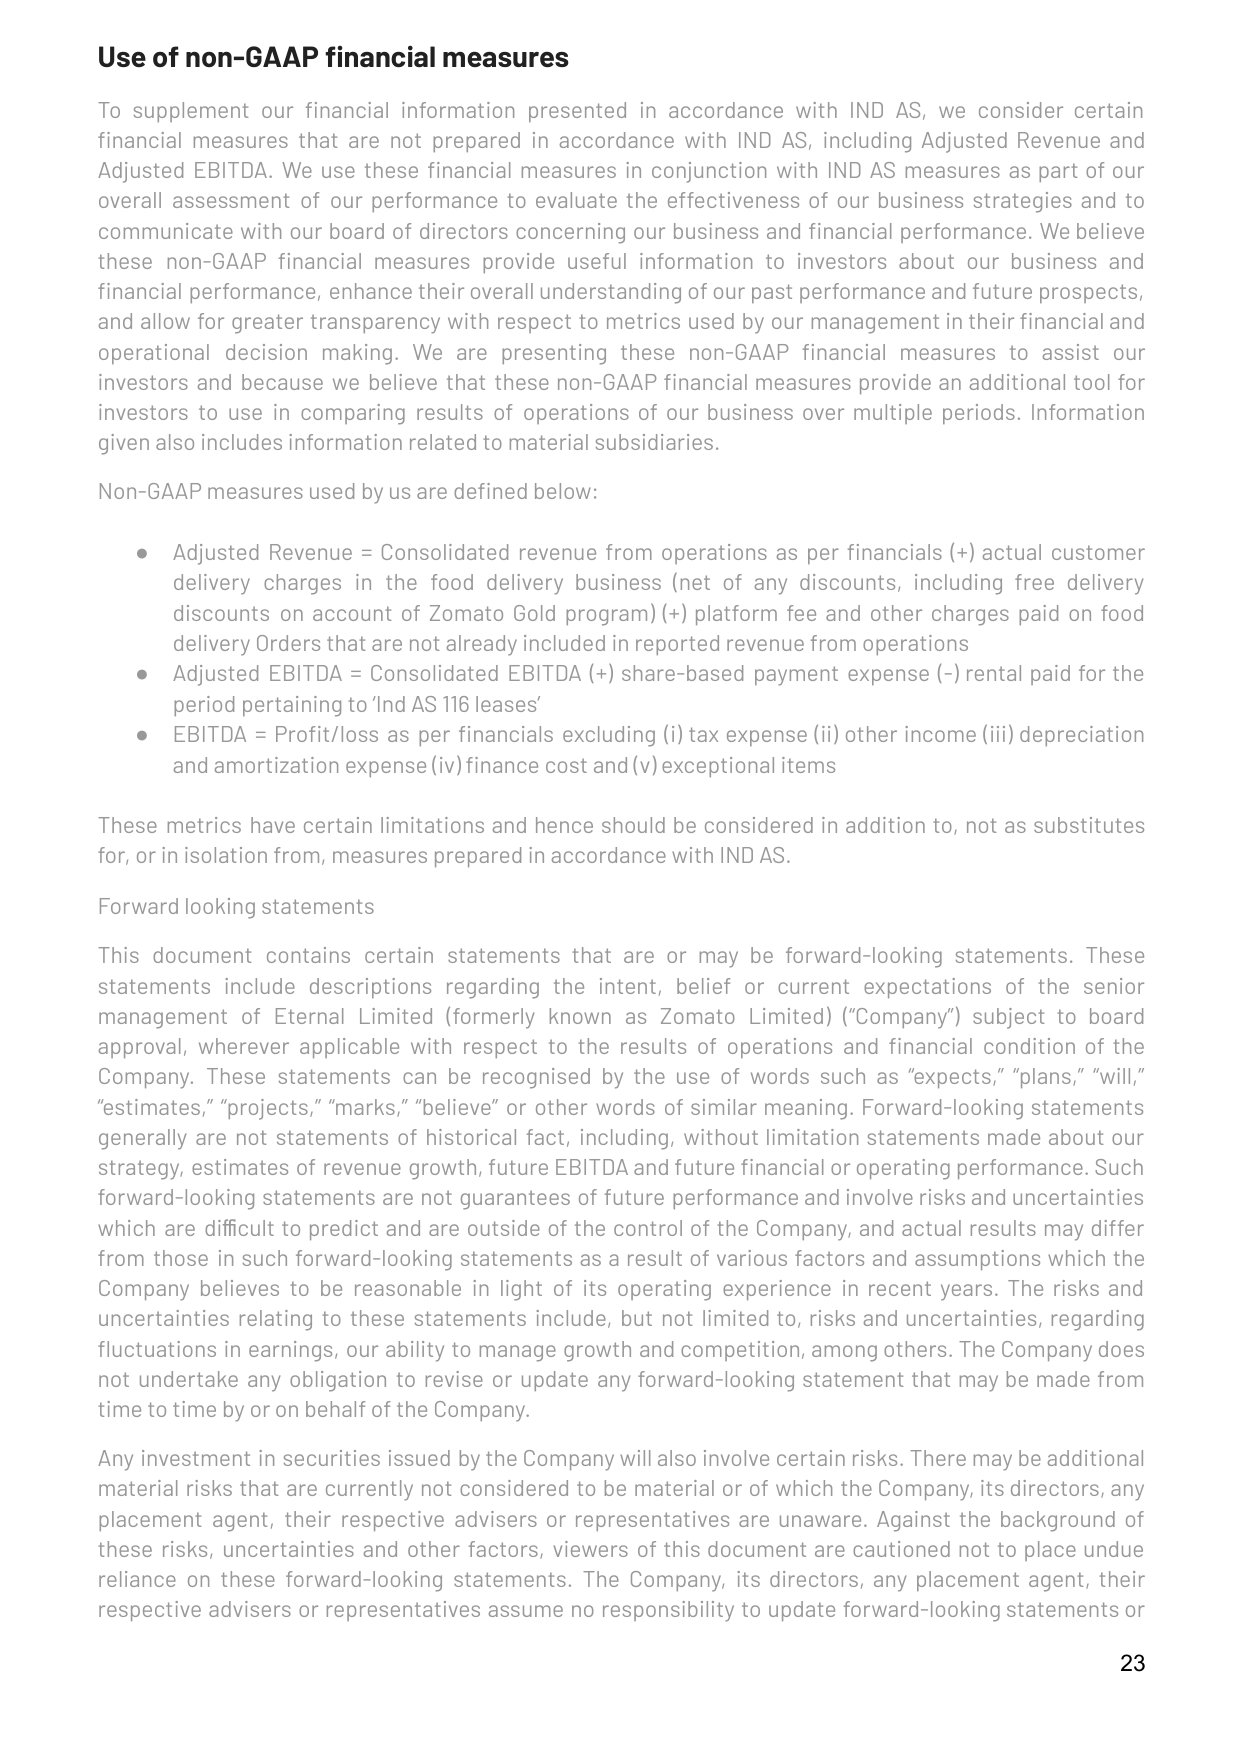 Use of non-GAAP financial measures
To supplement our financial information presented in accordance with IND AS, we consider certain
financial measures that are not prepared in accordance with IND AS, including Adjusted Revenue and
Adjusted EBITDA. We use these financial measures in conjunction with IND AS measures as part of our
overall assessment of our performance to evaluate the effectiveness of our business strategies and to
communicate with our board of directors concerning our business and financial performance. We believe
these non-GAAP financial measures provide useful information to investors about our business and
financial performance, enhance their overall understanding of our past performance and future prospects,
and allow for greater transparency with respect to metrics used by our management in their financial and
operational decision making. We are presenting these non-GAAP financial measures to assist our
investors and because we believe that these non-GAAP financial measures provide an additional tool for
investors to use in comparing results of operations of our business over multiple periods. Information
given also includes information related to material subsidiaries.
Non-GAAP measures used by us are defined below:
● Adjusted Revenue = Consolidated revenue from operations as per financials (+) actual customer
delivery charges in the food delivery business (net of any discounts, including free delivery
discounts on account of Zomato Gold program) (+) platform fee and other charges paid on food
delivery Orders that are not already included in reported revenue from operations
● Adjusted EBITDA = Consolidated EBITDA (+) share-based payment expense (-) rental paid for the
period pertaining to ‘Ind AS 116 leases’
● EBITDA = Profit/loss as per financials excluding (i) tax expense (ii) other income (iii) depreciation
and amortization expense (iv) finance cost and (v) exceptional items
These metrics have certain limitations and hence should be considered in addition to, not as substitutes
for, or in isolation from, measures prepared in accordance with IND AS.
Forward looking statements
This document contains certain statements that are or may be forward-looking statements. These
statements include descriptions regarding the intent, belief or current expectations of the senior
management of Eternal Limited (formerly known as Zomato Limited) (“Company”) subject to board
approval, wherever applicable with respect to the results of operations and financial condition of the
Company. These statements can be recognised by the use of words such as “expects,” “plans,” “will,”
“estimates,” “projects,” “marks,” “believe” or other words of similar meaning. Forward-looking statements
generally are not statements of historical fact, including, without limitation statements made about our
strategy, estimates of revenue growth, future EBITDA and future financial or operating performance. Such
forward-looking statements are not guarantees of future performance and involve risks and uncertainties
which are difficult to predict and are outside of the control of the Company, and actual results may differ
from those in such forward-looking statements as a result of various factors and assumptions which the
Company believes to be reasonable in light of its operating experience in recent years. The risks and
uncertainties relating to these statements include, but not limited to, risks and uncertainties, regarding
fluctuations in earnings, our ability to manage growth and competition, among others. The Company does
not undertake any obligation to revise or update any forward-looking statement that may be made from
time to time by or on behalf of the Company.
Any investment in securities issued by the Company will also involve certain risks. There may be additional
material risks that are currently not considered to be material or of which the Company, its directors, any
placement agent, their respective advisers or representatives are unaware. Against the background of
these risks, uncertainties and other factors, viewers of this document are cautioned not to place undue
reliance on these forward-looking statements. The Company, its directors, any placement agent, their
respective advisers or representatives assume no responsibility to update forward-looking statements or
23